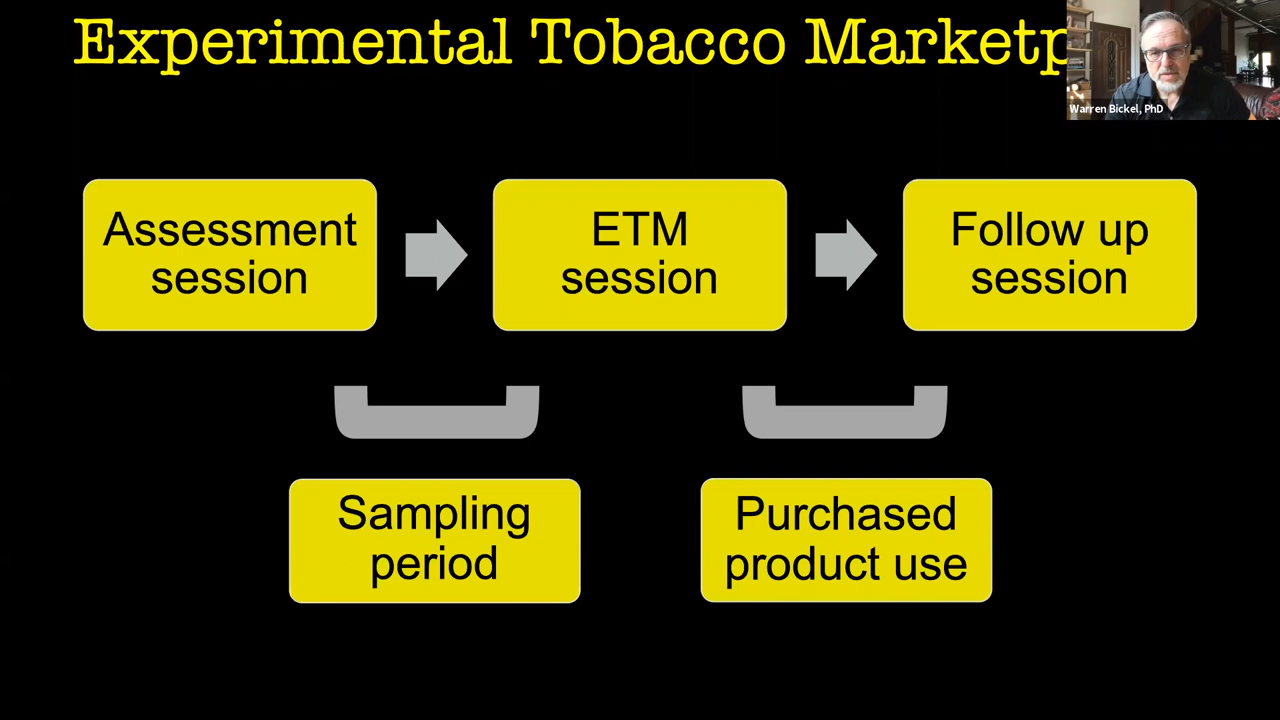 Experimental Tobacco Marketp
Warren Bickel, PhD
Assessment
session
ETM
session
Follow up
session
Sampling
period
Purchased
product use